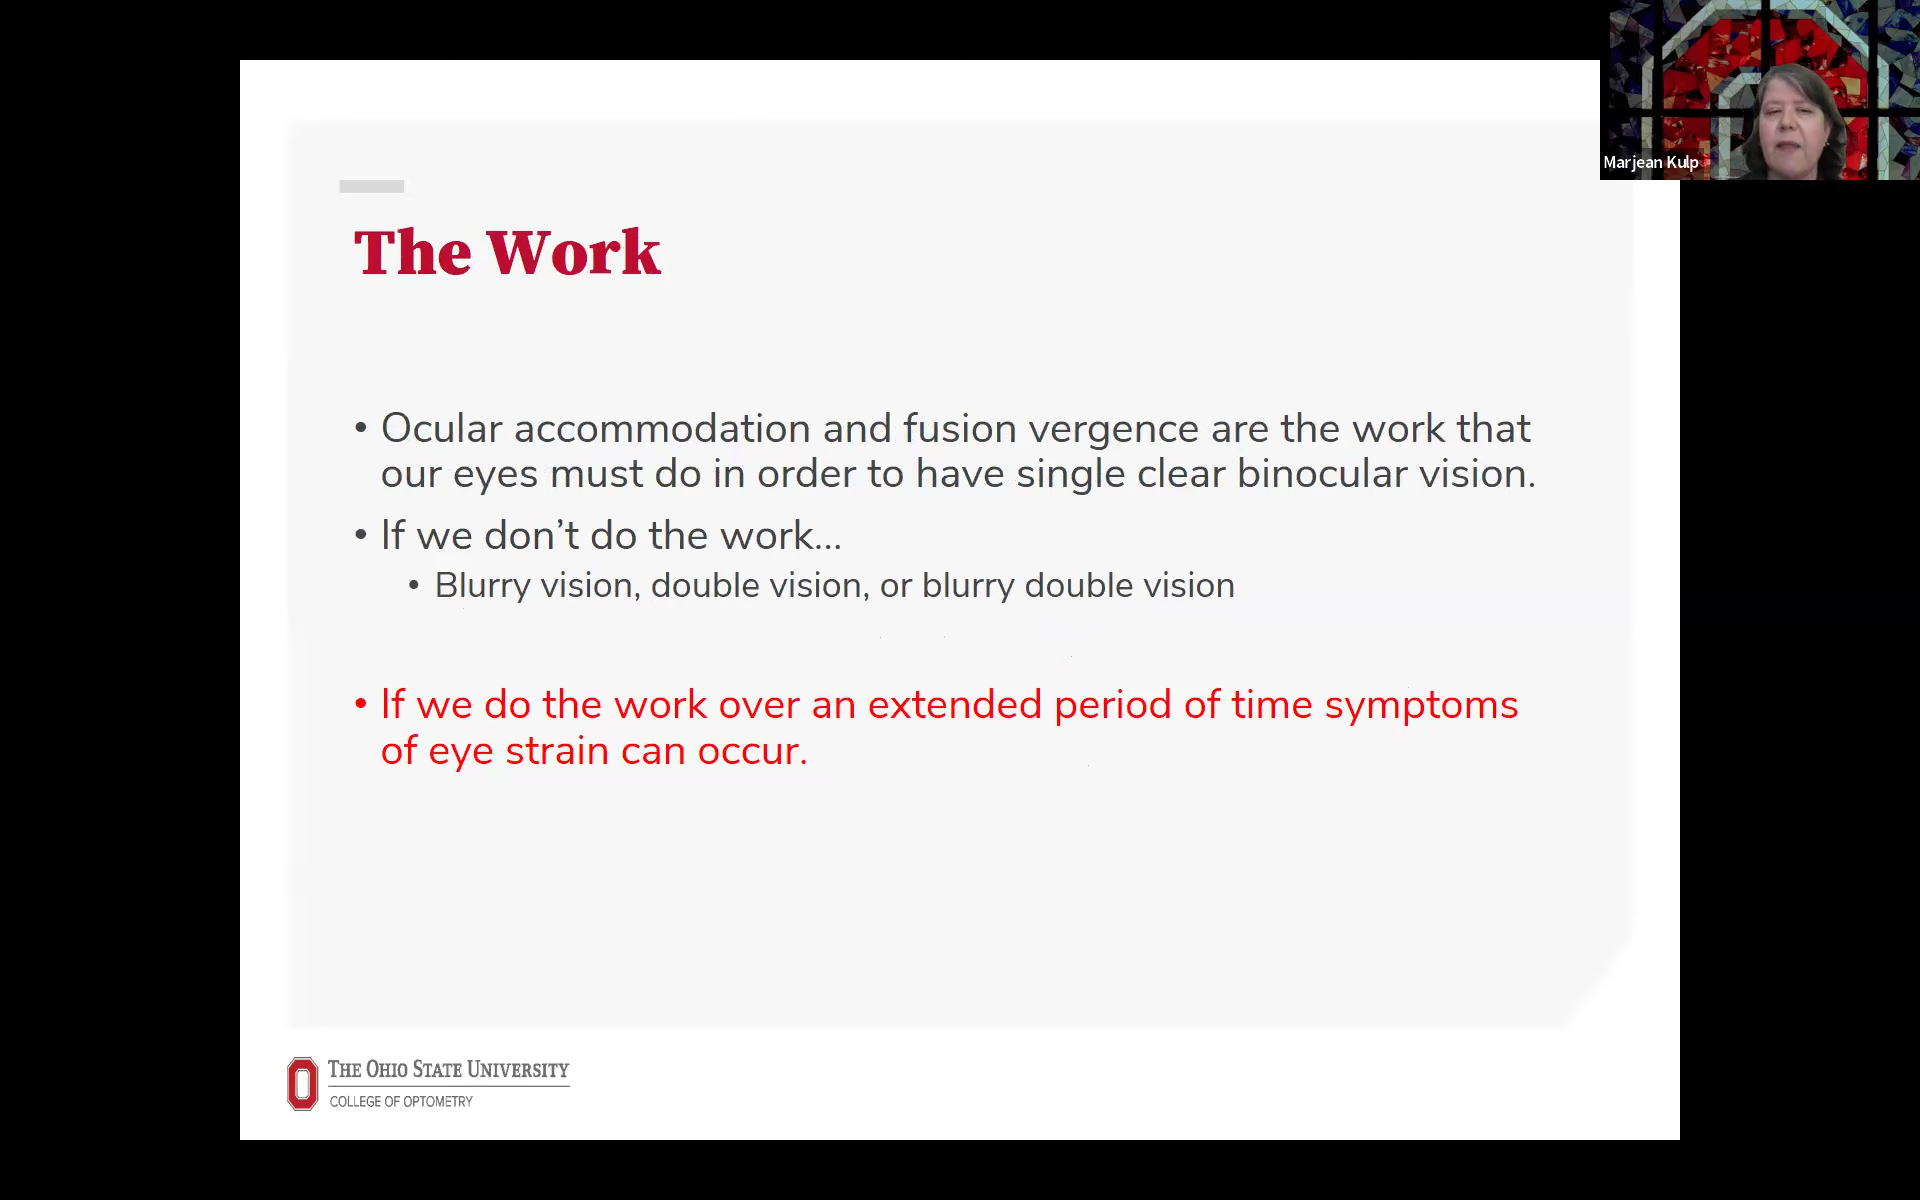 Marjean Kulp
The Work
• Ocular accommodation and fusion vergence are the work that
our eyes must do in order to have single clear binocular vision.
• If we don’t do the work...
• Blurry vision, double vision, or blurry double vision
• If we do the work over an extended period of time symptoms
of eye strain can occur.
THE OHIO STATE UNIVERSITY
COLLEGE OF OPTOMETRY